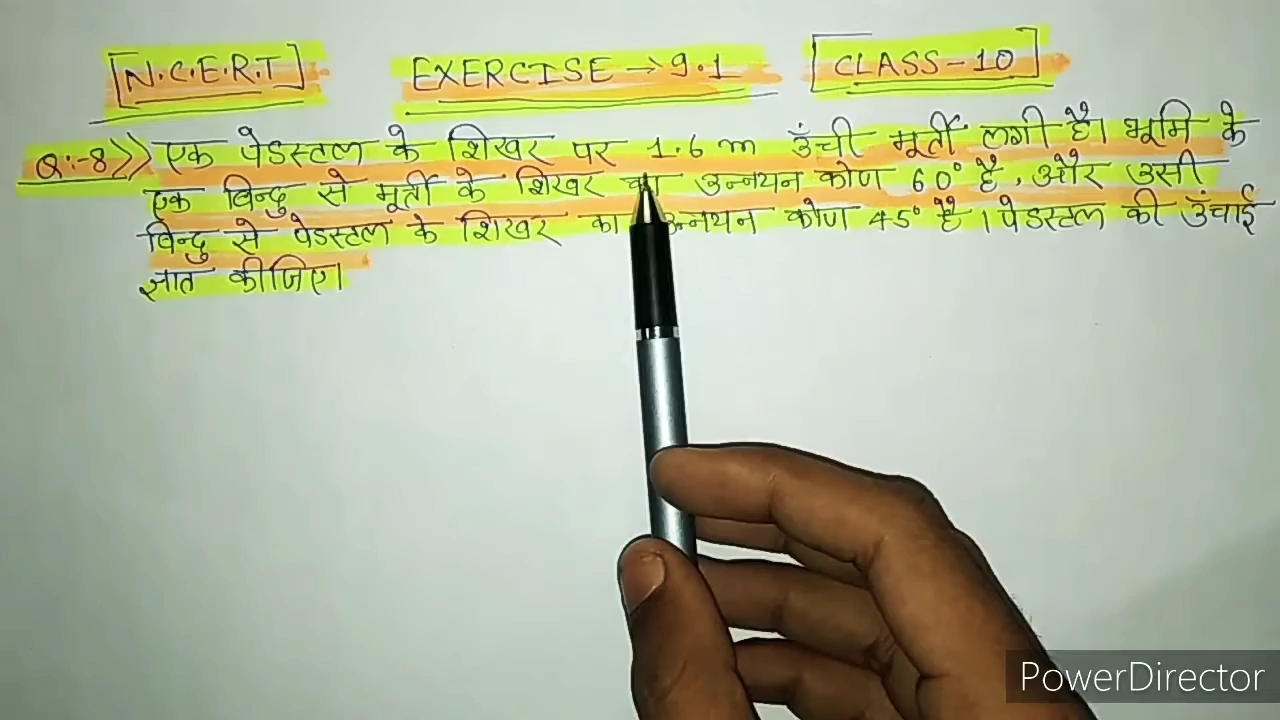 [N.C.E.R.T] EXERCISE → 9.1 [CLASS-10]
Q:-8>> एक पेडस्टल के शिखर पर 1.6 m उँची मूर्ती लगी है। भूमि के
एक बिन्दु से मूर्ती के शिखर का उन्नयन कोण 60° है, और उसी
बिन्दु से पेडस्टल के शिखर का उन्नयन कोण 45° है। पेडस्टल की उँचाई
ज्ञात कीजिए।
PowerDirector